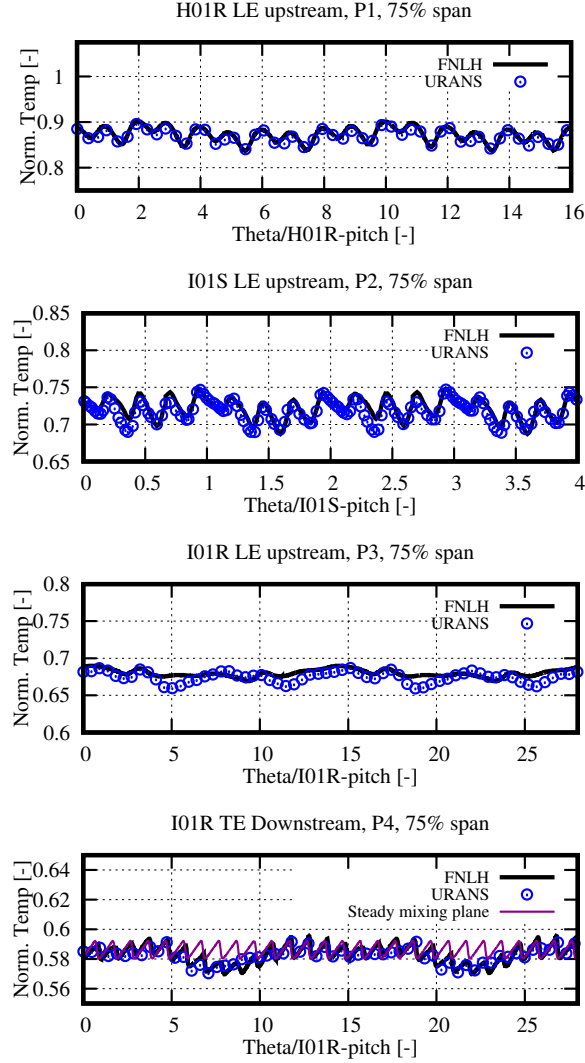 H01R LE upstream, P1, 75% span
Norm. Temp [-]
1
0.9
0.8
FNLH
URANS
0 2 4 6 8 10 12 14 16
Theta/H01R-pitch [-]
I01S LE upstream, P2, 75% span
Norm. Temp [-]
0.85
0.8
0.75
0.7
0.65
FNLH
URANS
0 0.5 1 1.5 2 2.5 3 3.5 4
Theta/I01S-pitch [-]
I01R LE upstream, P3, 75% span
Norm. Temp [-]
0.8
0.75
0.7
0.65
0.6
FNLH
URANS
0 5 10 15 20 25
Theta/I01R-pitch [-]
I01R TE Downstream, P4, 75% span
Norm. Temp [-]
0.64
0.62
0.6
0.58
0.56
FNLH
URANS
Steady mixing plane
0 5 10 15 20 25
Theta/I01R-pitch [-]